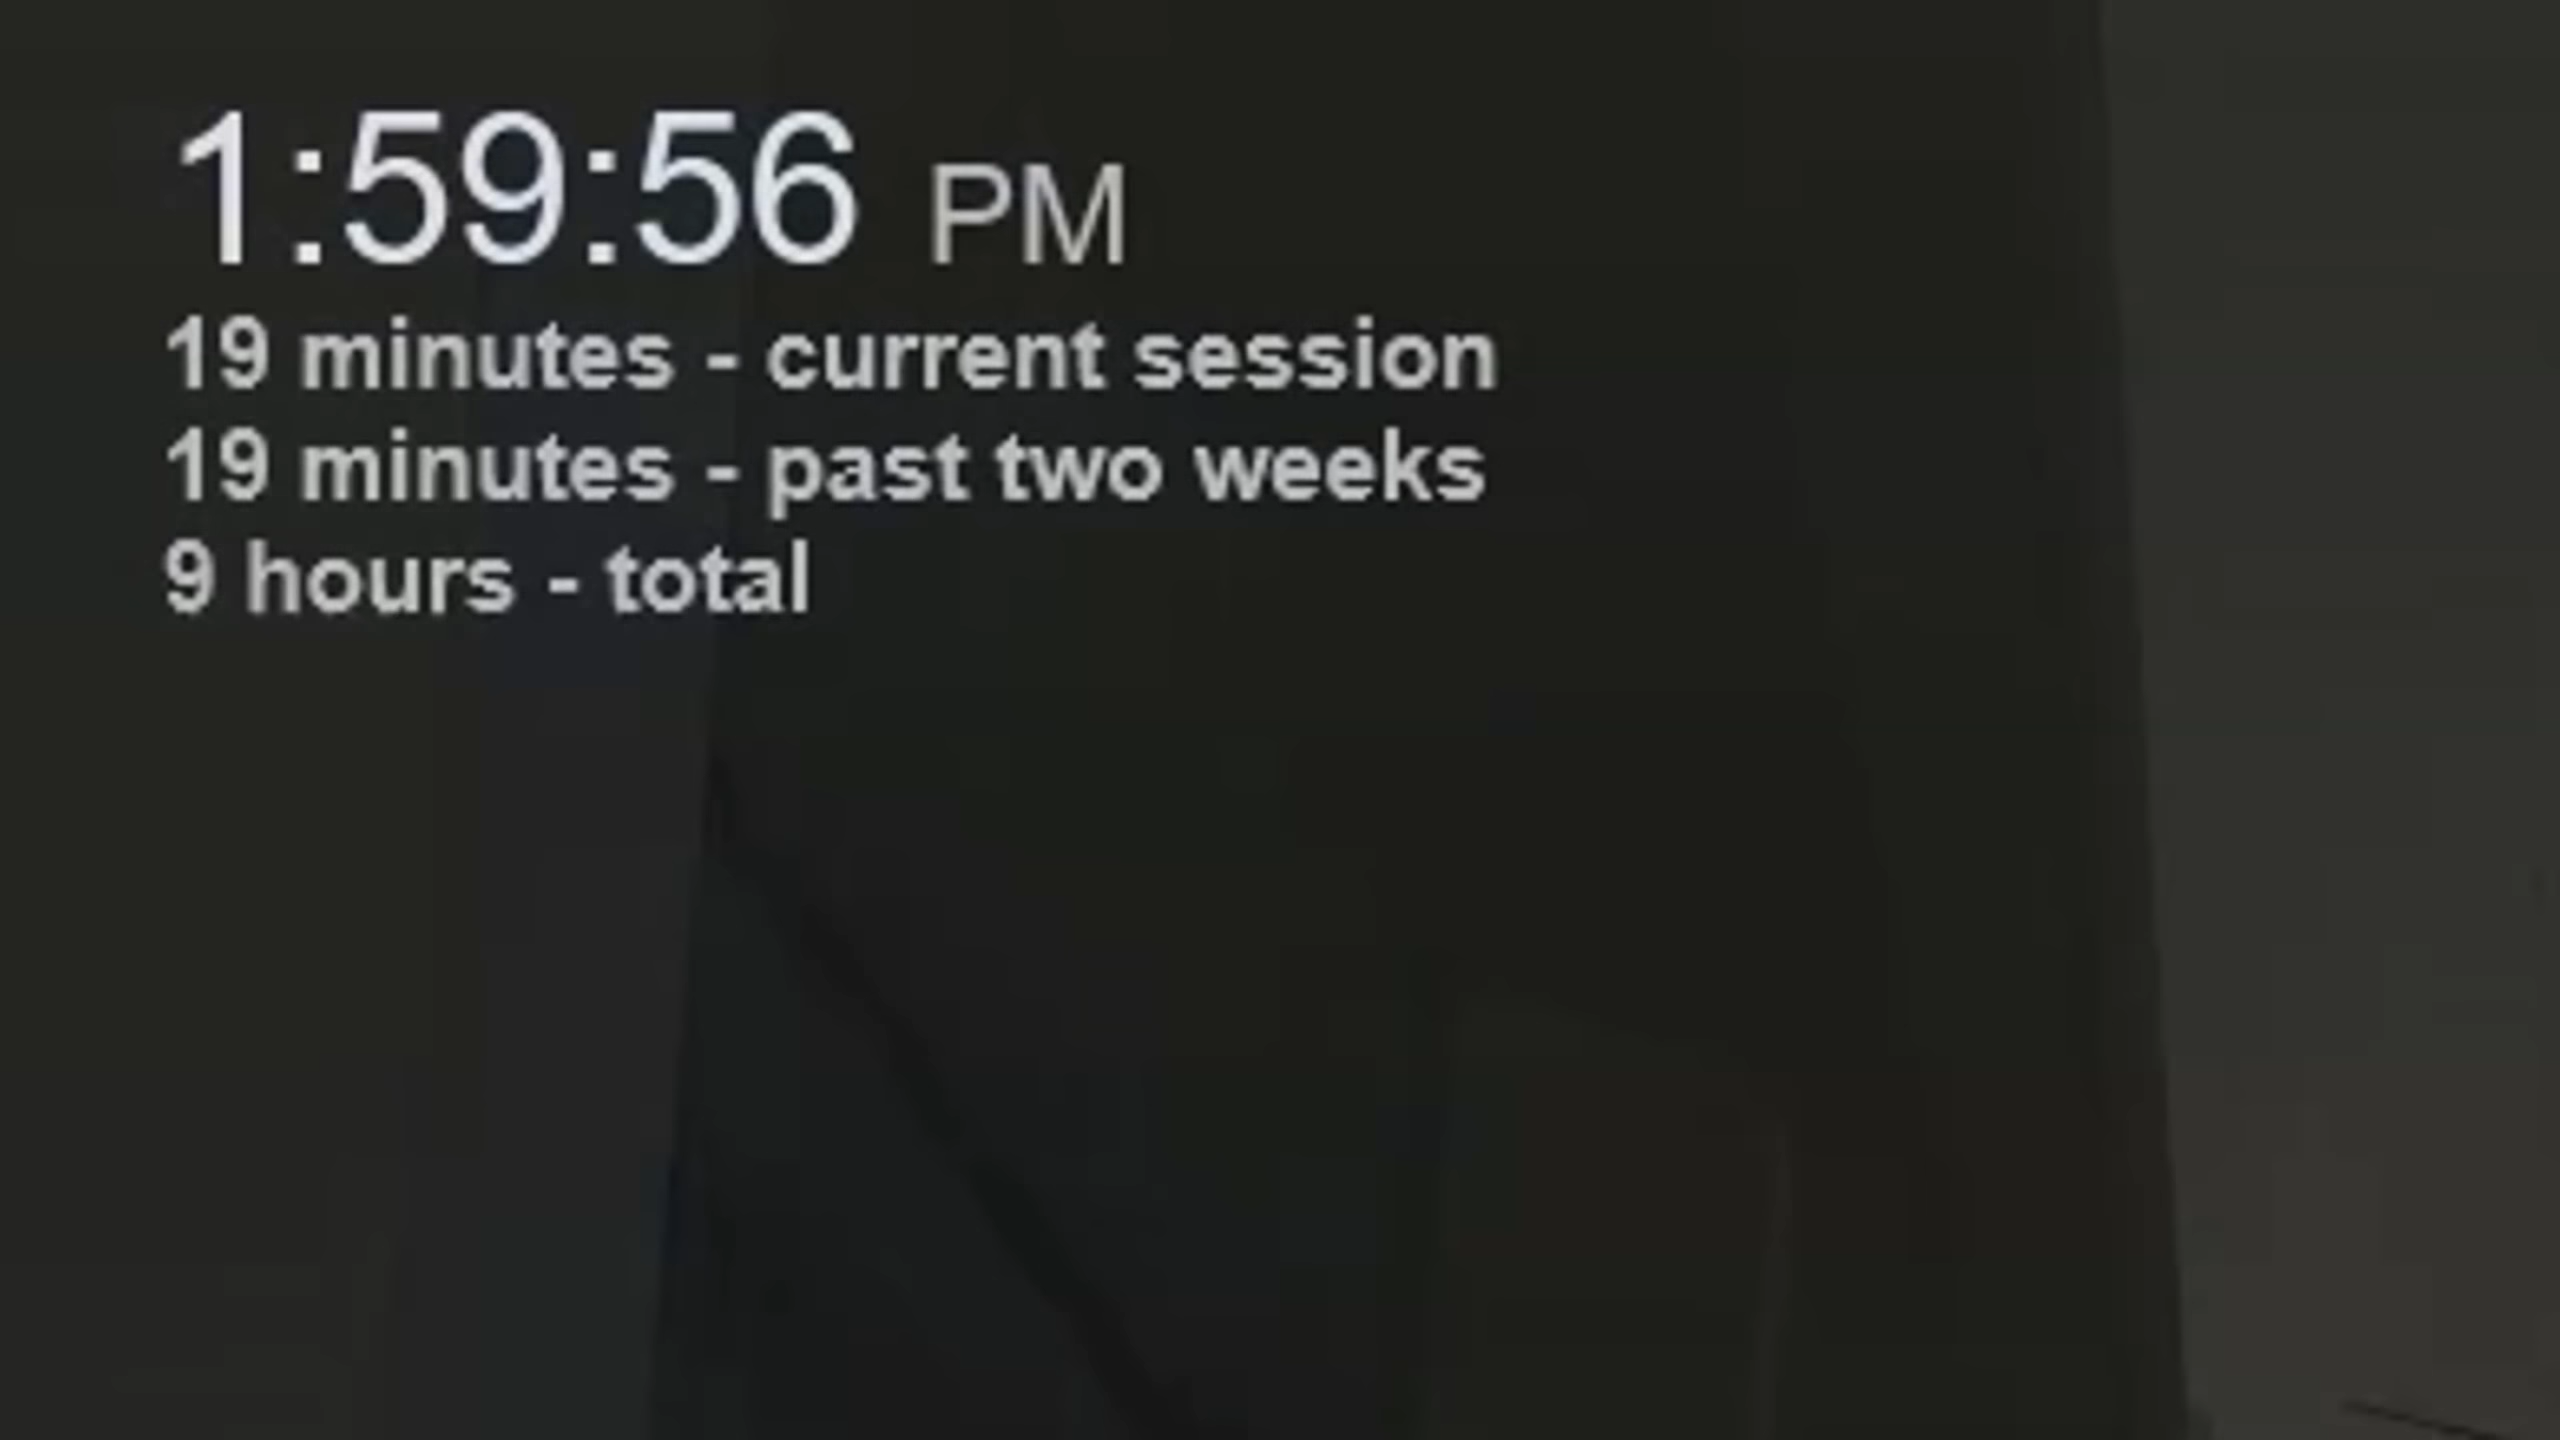 1:59:56 PM
19 minutes - current session
19 minutes - past two weeks
9 hours - total